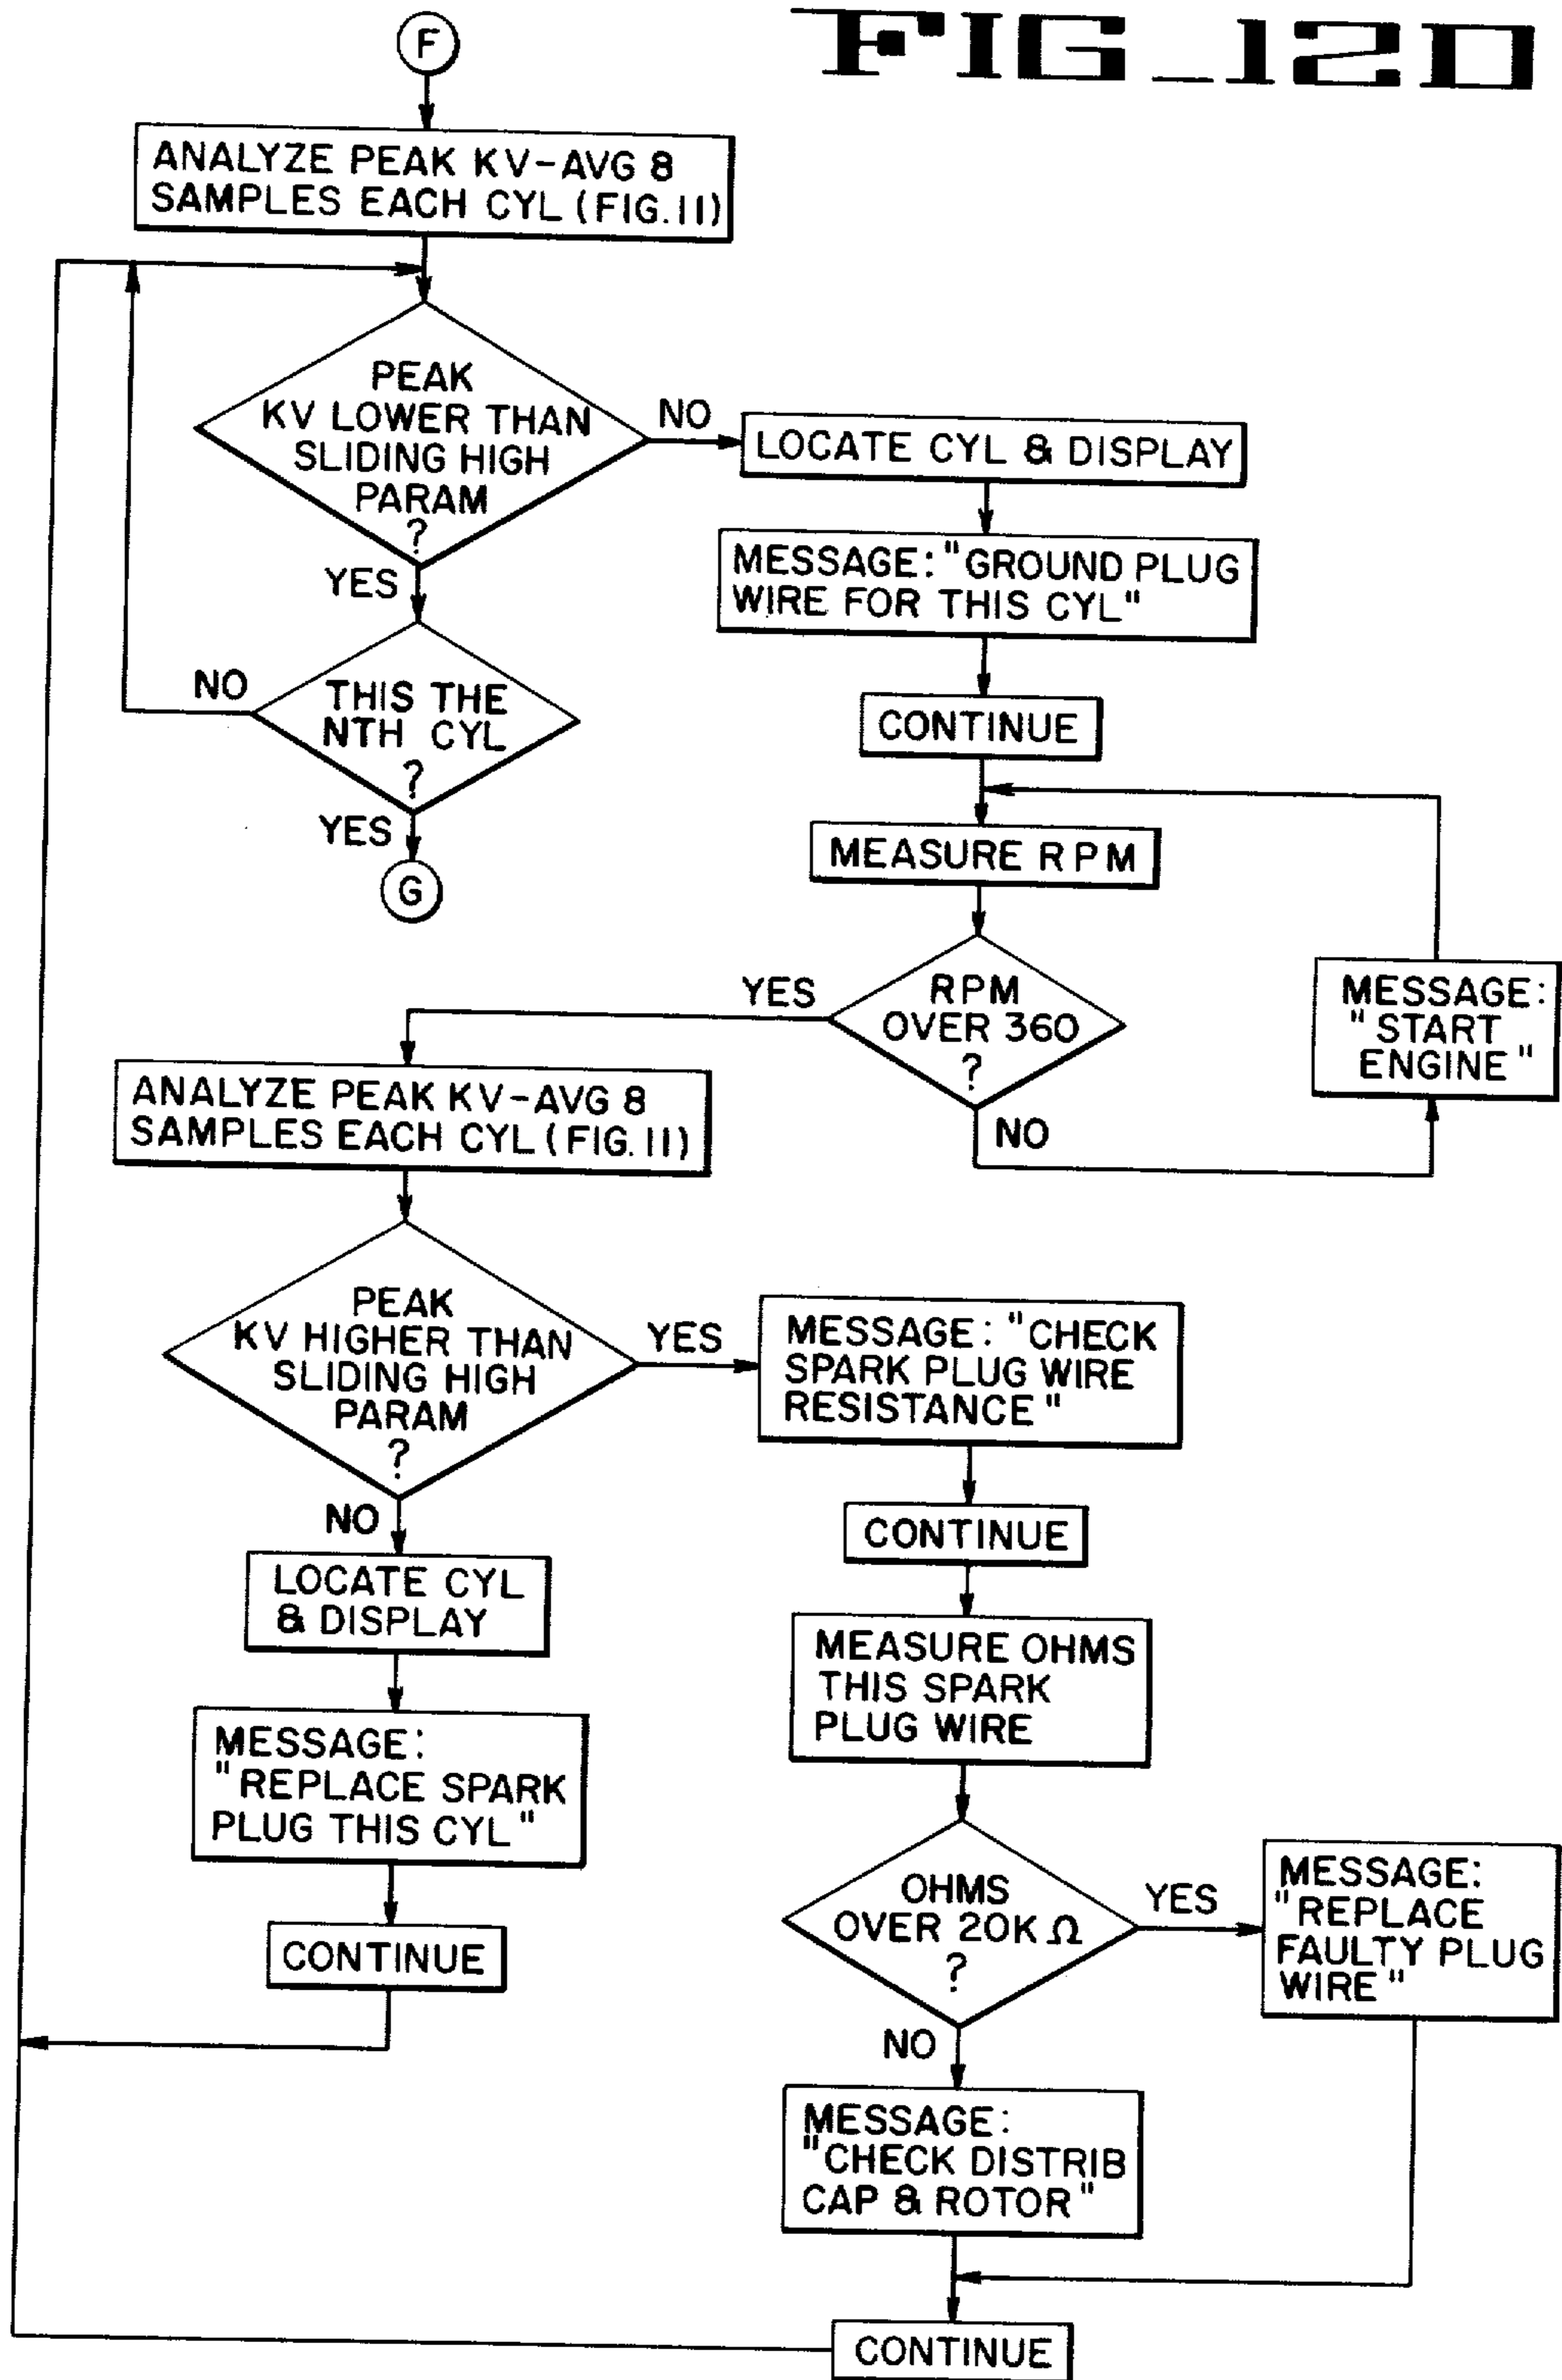 FIG_12D
F
ANALYZE PEAK KV-AVG 8
SAMPLES EACH CYL (FIG. 11)
PEAK
KV LOWER THAN
SLIDING HIGH
PARAM
?
NO
YES
LOCATE CYL & DISPLAY
MESSAGE: "GROUND PLUG
WIRE FOR THIS CYL"
THIS THE
NTH CYL
?
NO
YES
G
CONTINUE
MEASURE RPM
RPM
OVER 360
?
YES
NO
MESSAGE:
"START
ENGINE"
ANALYZE PEAK KV-AVG 8
SAMPLES EACH CYL (FIG. 11)
PEAK
KV HIGHER THAN
SLIDING HIGH
PARAM
?
YES
NO
MESSAGE: "CHECK
SPARK PLUG WIRE
RESISTANCE"
CONTINUE
LOCATE CYL
& DISPLAY
MESSAGE:
"REPLACE SPARK
PLUG THIS CYL"
CONTINUE
MEASURE OHMS
THIS SPARK
PLUG WIRE
OHMS
OVER 20K Ω
?
YES
NO
MESSAGE:
"REPLACE
FAULTY PLUG
WIRE"
MESSAGE:
"CHECK DISTRIB
CAP & ROTOR"
CONTINUE